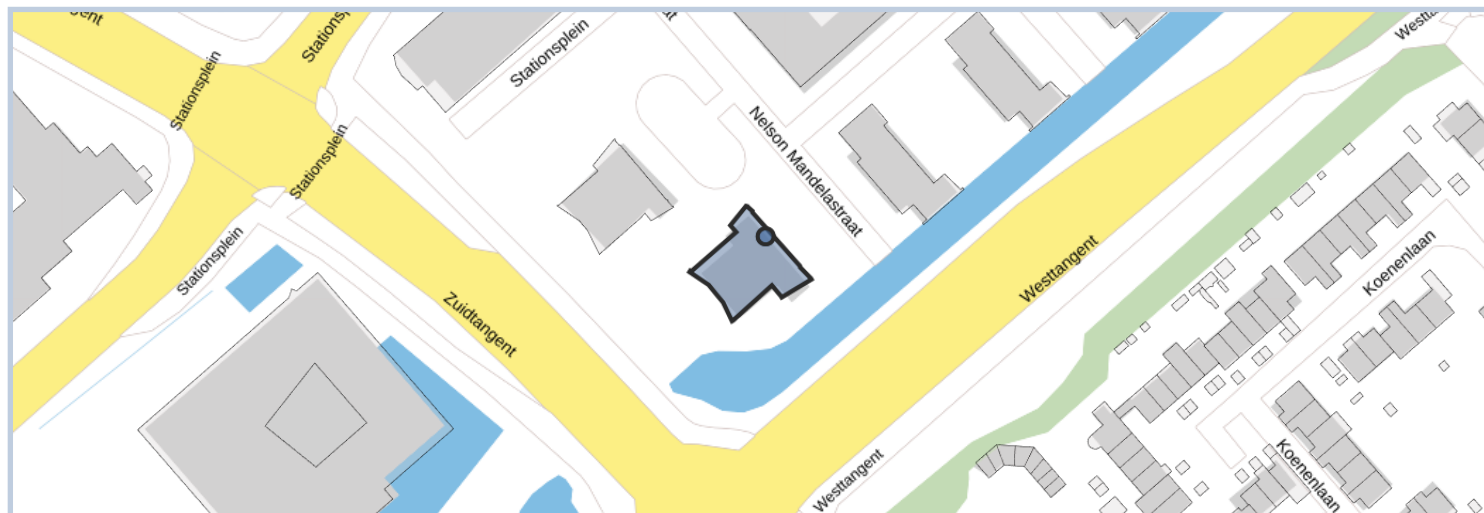 Stationsplein
Stationsplein
Stationsplein
Nelson Mandelastraat
Stationsplein
Stationsplein
Zuidtangent
Westtangent
Koenenlaan
Westtangent
Koenenlaan